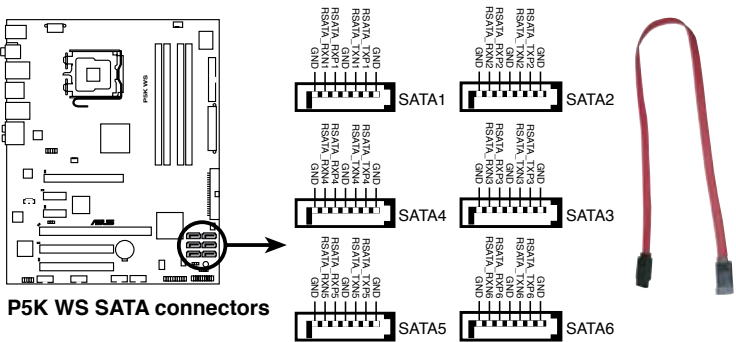 GND
RSATA_RXN1
RSATA_RXP1
GND
RSATA_TXN1
RSATA_TXP1
GND
SATA1
GND
RSATA_RXN2
RSATA_RXP2
GND
RSATA_TXN2
RSATA_TXP2
GND
SATA2
P5K WS
GND
RSATA_RXN4
RSATA_RXP4
GND
RSATA_TXN4
RSATA_TXP4
GND
SATA4
GND
RSATA_RXN3
RSATA_RXP3
GND
RSATA_TXN3
RSATA_TXP3
GND
SATA3
ASUS
GND
RSATA_RXN5
RSATA_RXP5
GND
RSATA_TXN5
RSATA_TXP5
GND
SATA5
GND
RSATA_RXN6
RSATA_RXP6
GND
RSATA_TXN6
RSATA_TXP6
GND
SATA6
P5K WS SATA connectors